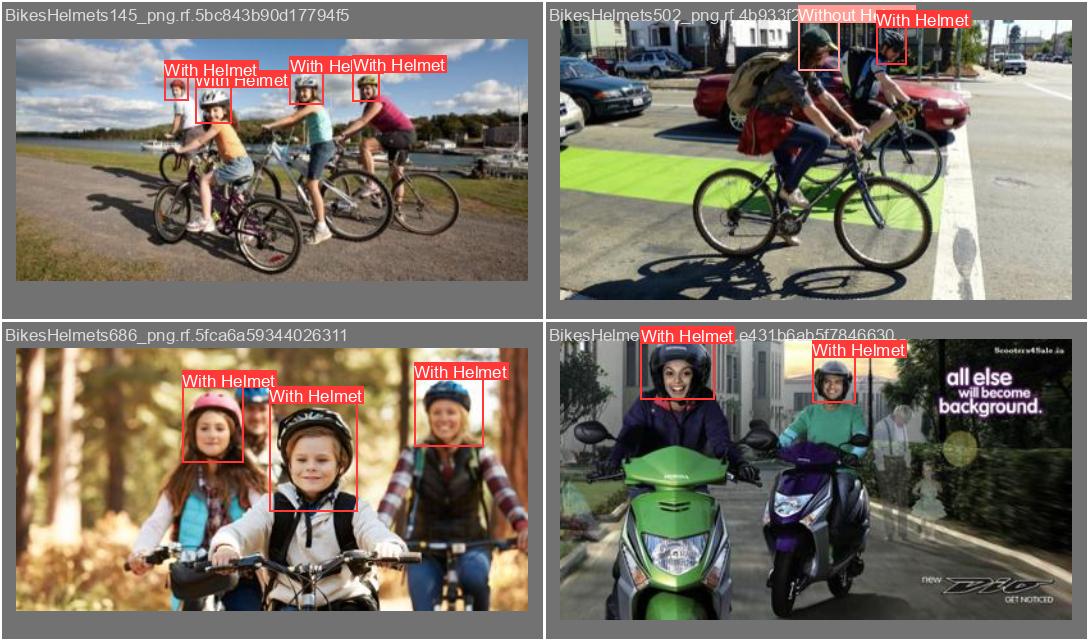 BikesHelmets145_png.rf.5bc843b90d17794f5
With Helmet
With Helmet
With He
With Helmet
BikesHelmets502_png.rf.4b933f2
Without H
With Helmet
BikesHelmets686_png.rf.5fca6a59344026311
With Helmet
With Helmet
With Helmet
BikesHelme
.e431b6ab5f7846630
With Helmet
With Helmet
Scooters4Sale.in
all else
will become
background.
HONDA
new Dio
GET NOTICED